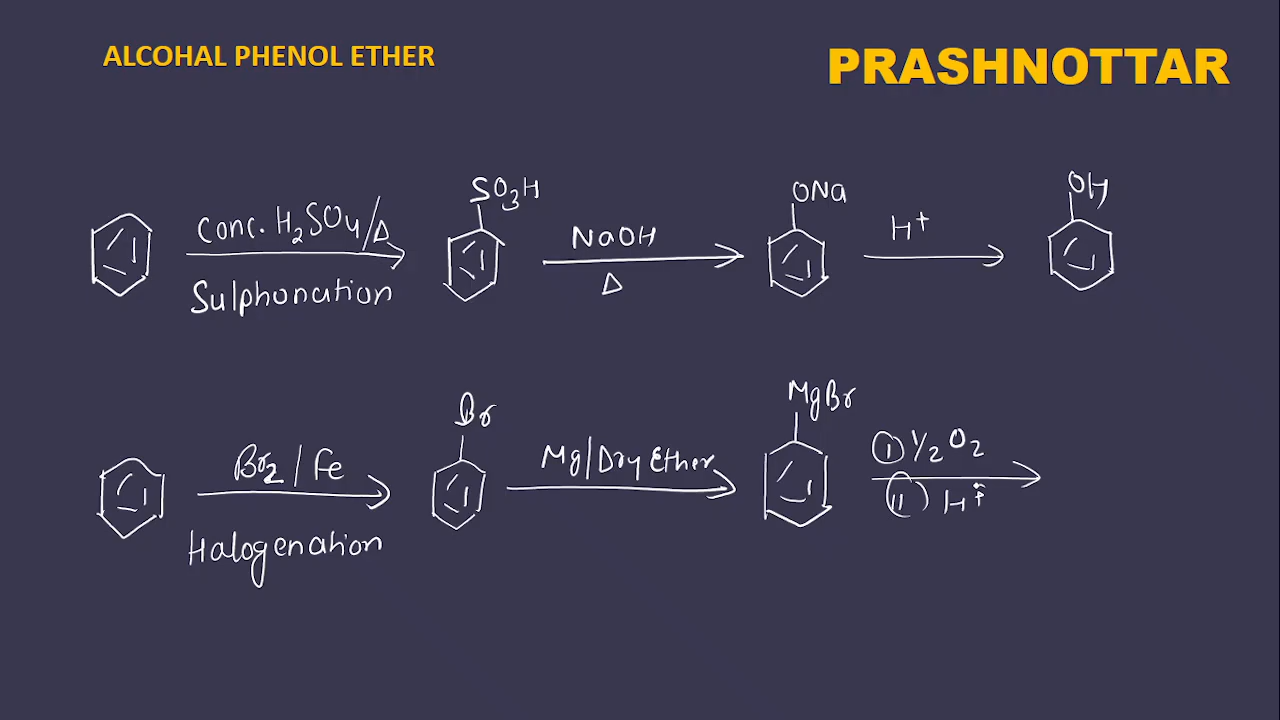 ALCOHAL PHENOL ETHER
PRASHNOTTAR
Conc. H₂SO₄/Δ
Sulphonation
SO₃H
NaOH
Δ
ONa
H⁺
OH
Br₂/Fe
Halogenation
Br
Mg/Dry Ether
MgBr
(i) ½O₂
(ii) H⁺